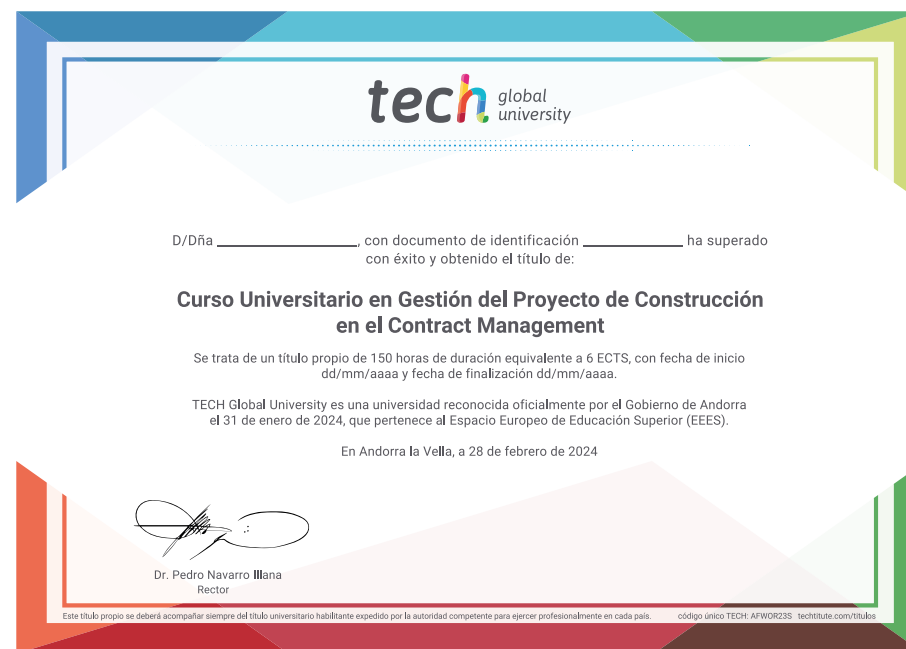 tech global university
D/Dña ____________________, con documento de identificación ______________ ha superado
con éxito y obtenido el título de:
Curso Universitario en Gestión del Proyecto de Construcción
en el Contract Management
Se trata de un título propio de 150 horas de duración equivalente a 6 ECTS, con fecha de inicio
dd/mm/aaaa y fecha de finalización dd/mm/aaaa.
TECH Global University es una universidad reconocida oficialmente por el Gobierno de Andorra
el 31 de enero de 2024, que pertenece al Espacio Europeo de Educación Superior (EEES).
En Andorra la Vella, a 28 de febrero de 2024
Dr. Pedro Navarro Illana
Rector
Este título propio se deberá acompañar siempre del título universitario habilitante expedido por la autoridad competente para ejercer profesionalmente en cada país. código único TECH: AFWOR23S techtitute.com/titulos